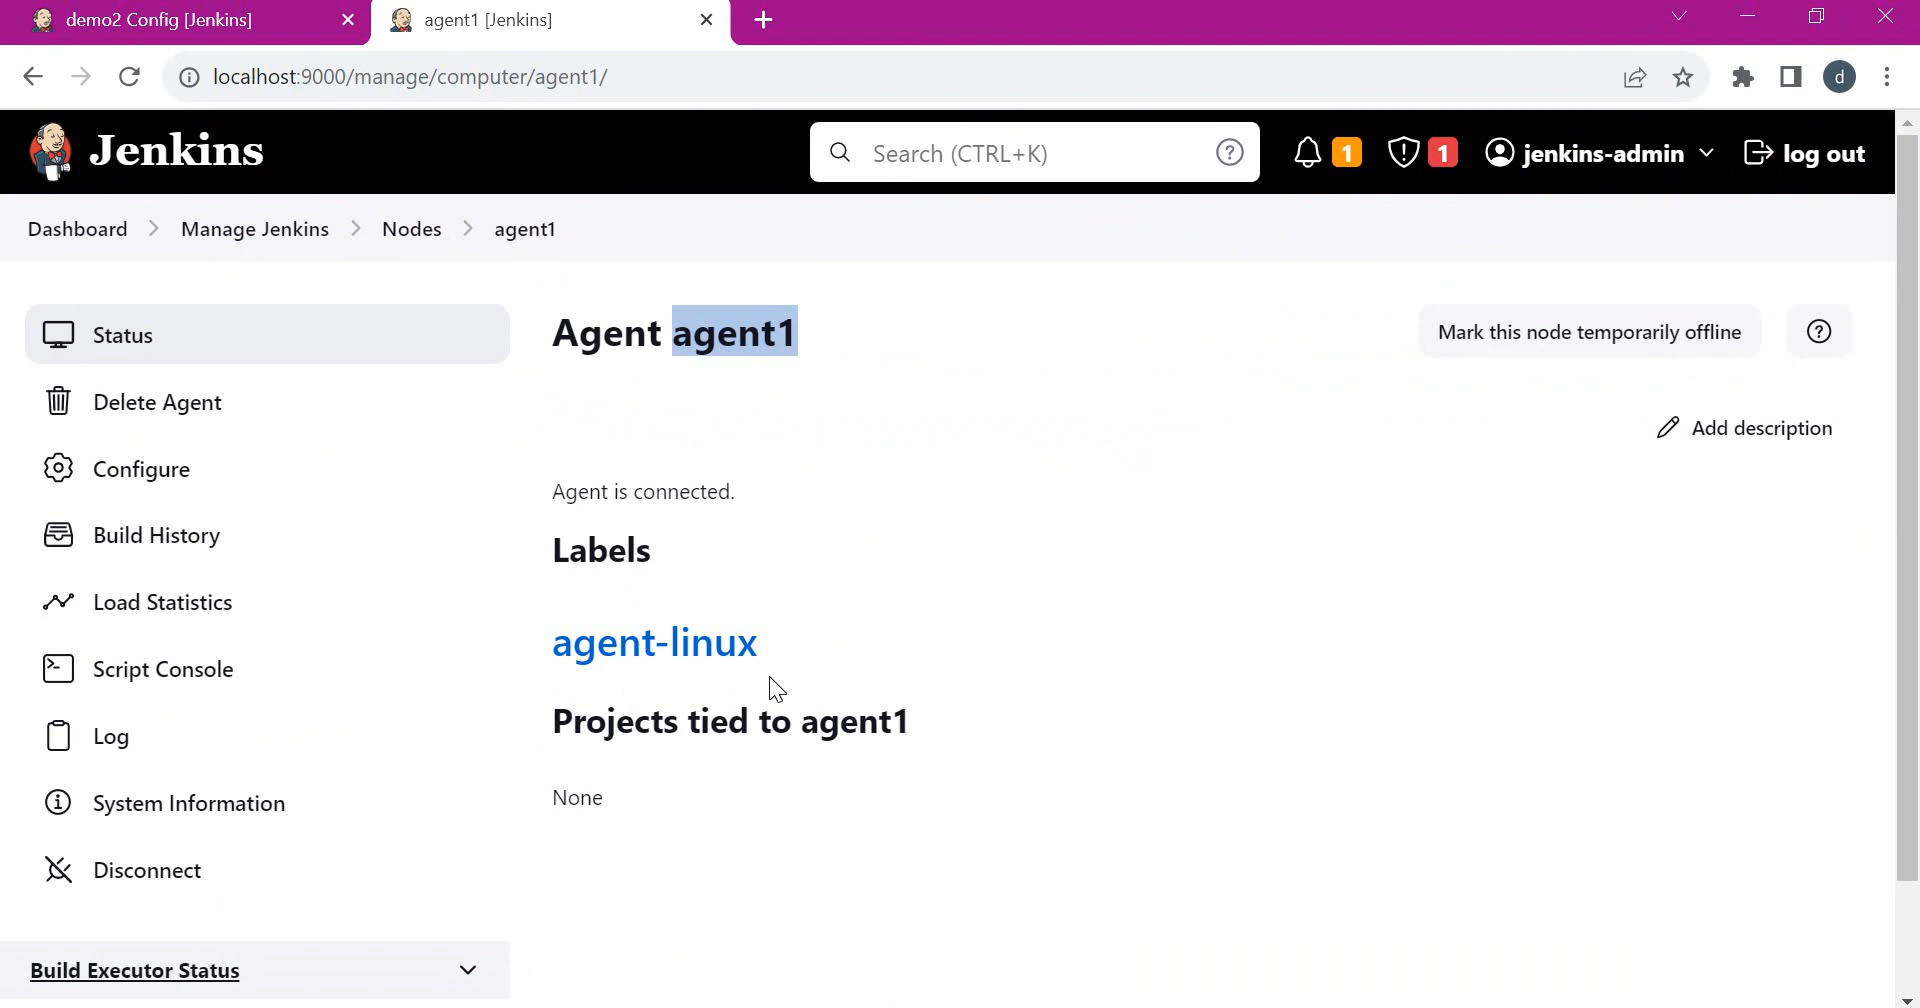 demo2 Config [Jenkins]
agent1 [Jenkins]
localhost:9000/manage/computer/agent1/
d
Jenkins
Search (CTRL+K)
1
1
jenkins-admin
log out
Dashboard
Manage Jenkins
Nodes
agent1
Status
Delete Agent
Configure
Build History
Load Statistics
Script Console
Log
System Information
Disconnect
Build Executor Status
Agent agent1
Mark this node temporarily offline
Add description
Agent is connected.
Labels
agent-linux
Projects tied to agent1
None